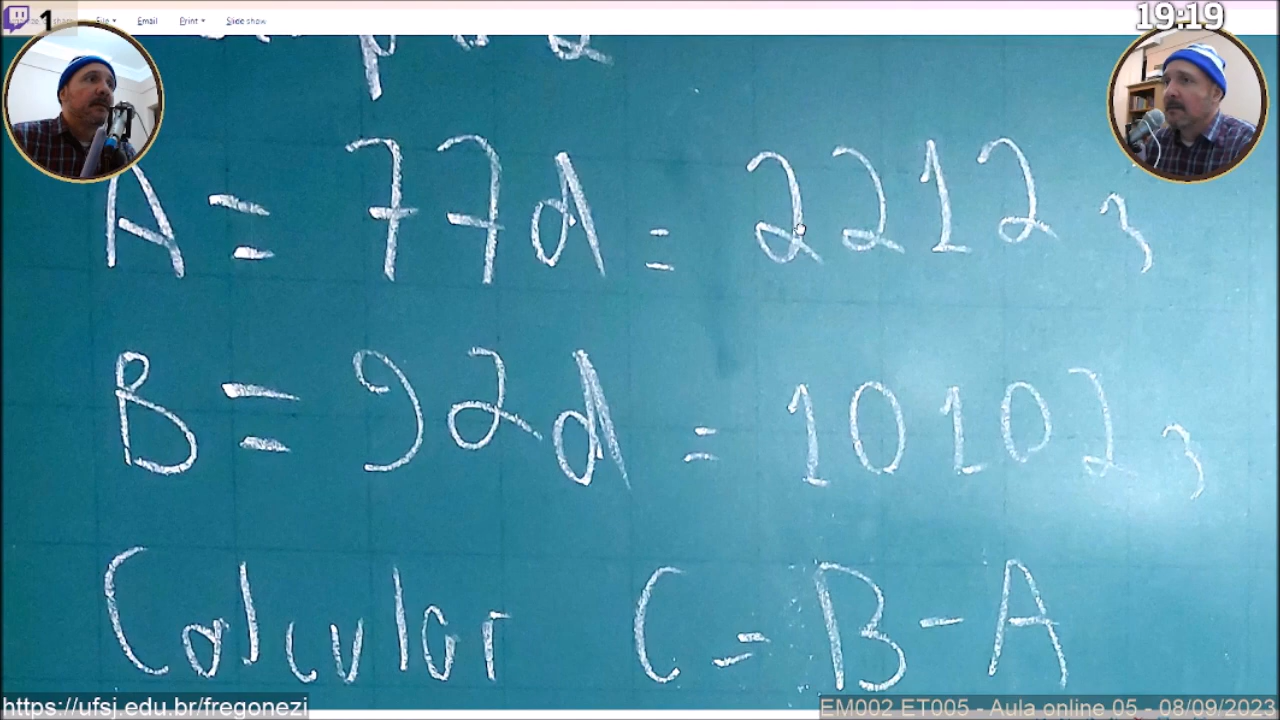 1
File Email Print Slide show
19:19
A = 77d = 2212₃
B = 92d = 10102₃
Calcular C = B - A
https://ufsj.edu.br/fregonezi
EM002 ET005 - Aula online 05 - 08/09/2023